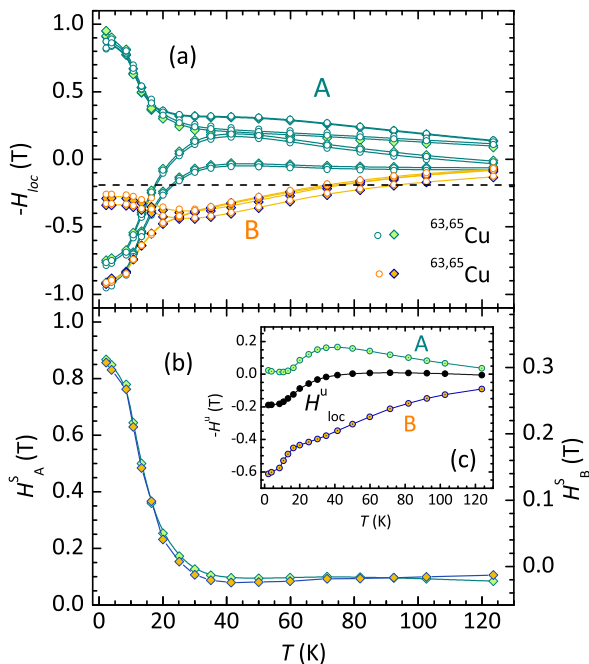 (a)
A
B
63,65Cu
63,65Cu
-Hloc (T)
1.0
0.5
0.0
-0.5
-1.0
(b)
HSA (T)
1.0
0.8
0.6
0.4
0.2
0.0
A
Huloc
B
(c)
-Hu (T)
0.2
0.0
-0.2
-0.4
-0.6
0 20 40 60 80 100 120
T (K)
HSB (T)
0.3
0.2
0.1
0.0
0 20 40 60 80 100 120
T (K)